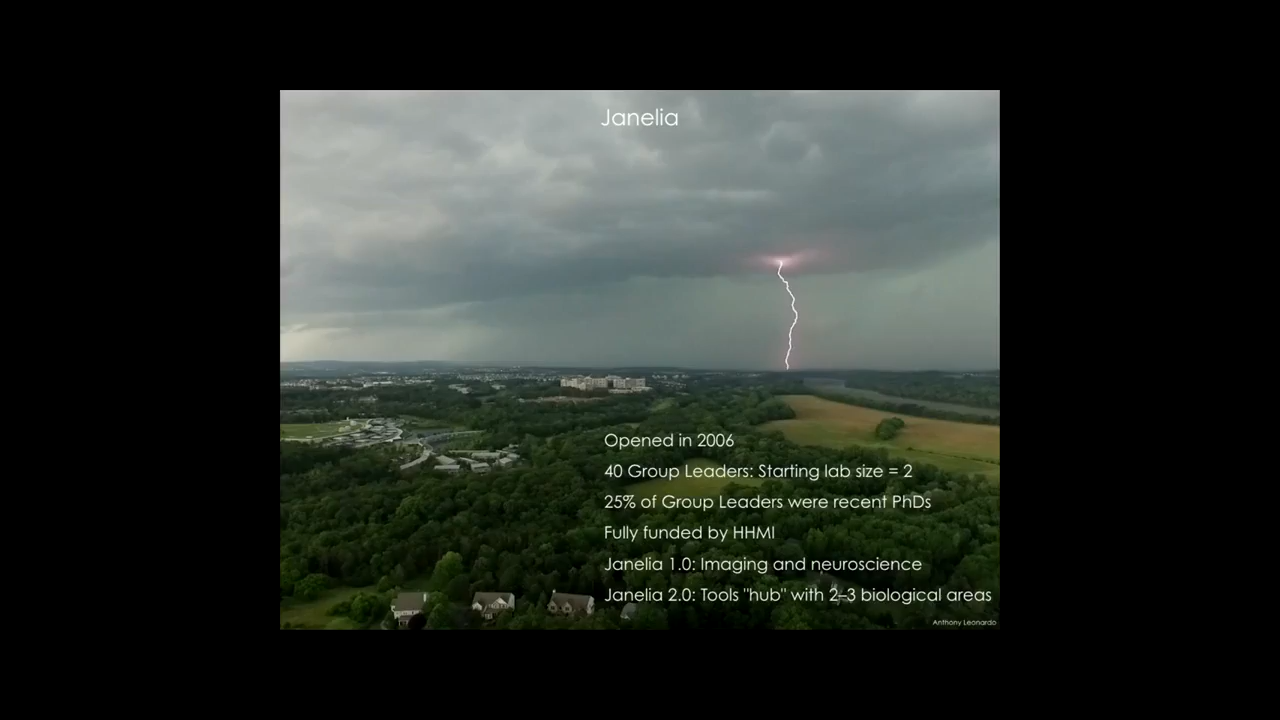 Janelia
Opened in 2006
40 Group Leaders: Starting lab size = 2
25% of Group Leaders were recent PhDs
Fully funded by HHMI
Janelia 1.0: Imaging and neuroscience
Janelia 2.0: Tools "hub" with 2–3 biological areas
Anthony Leonardo